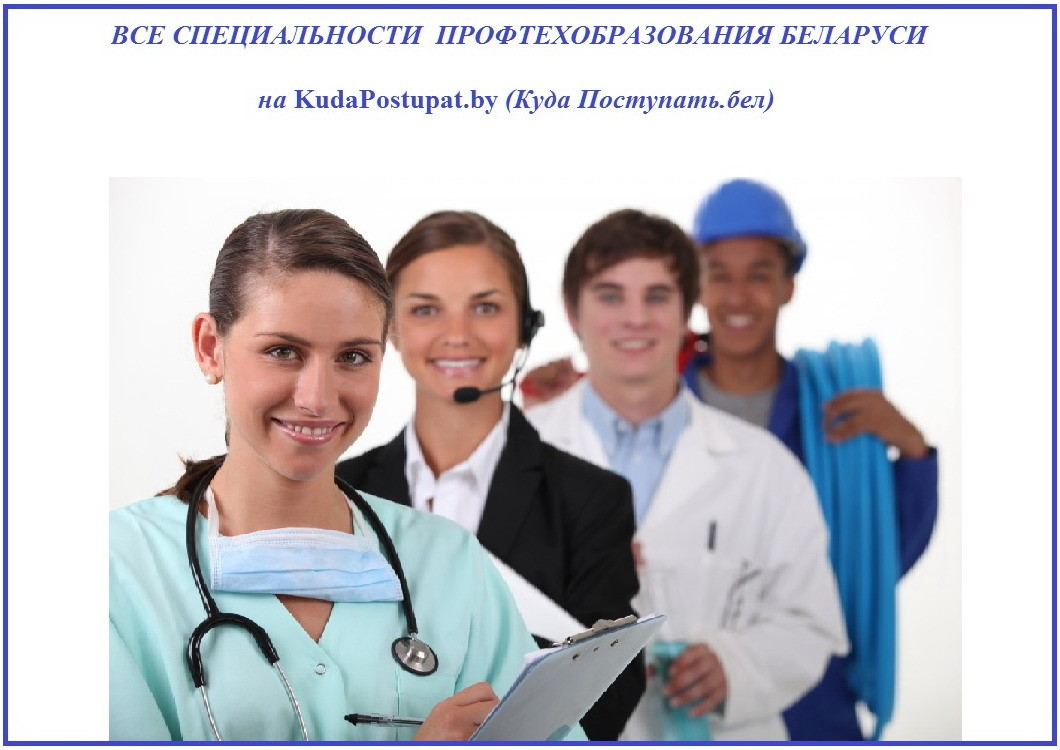 ВСЕ СПЕЦИАЛЬНОСТИ ПРОФТЕХОБРАЗОВАНИЯ БЕЛАРУСИ
на KudaPostupat.by (Куда Поступать.бел)